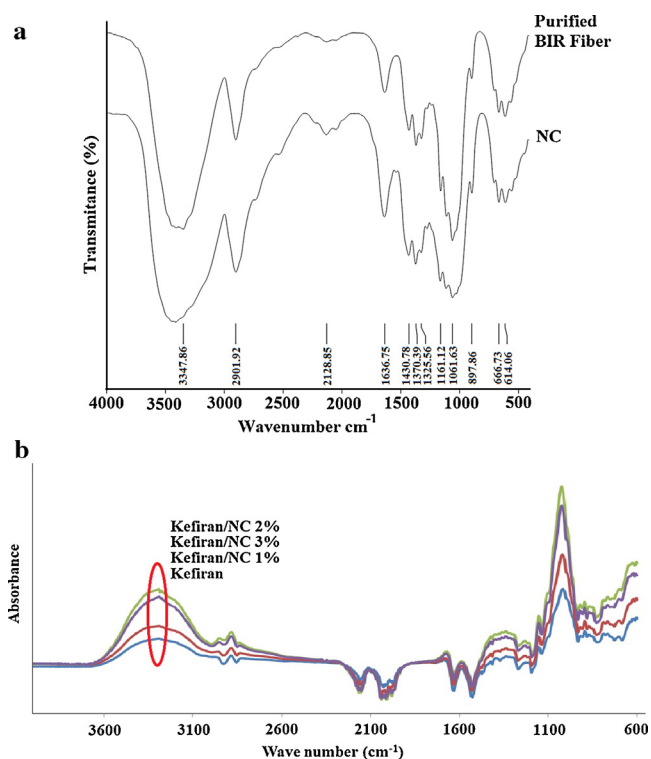 a
Purified
BIR Fiber
NC
Transmitance (%)
3347.86
2901.92
2128.85
1636.75
1430.78
1370.39
1325.56
1161.12
1061.63
897.86
666.73
614.06
4000 3500 3000 2500 2000 1500 1000 500
Wavenumber cm⁻¹
b
Kefiran/NC 2%
Kefiran/NC 3%
Kefiran/NC 1%
Kefiran
Absorbance
3600 3100 2600 2100 1600 1100 600
Wave number (cm⁻¹)